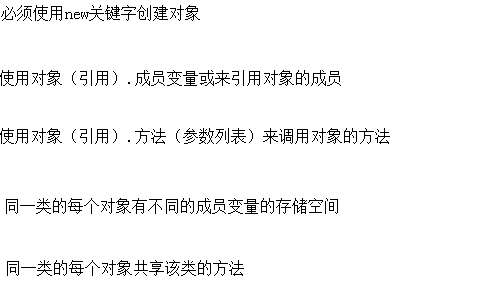 必须使用new关键字创建对象
使用对象（引用）.成员变量或来引用对象的成员
使用对象（引用）.方法（参数列表）来调用对象的方法
同一类的每个对象有不同的成员变量的存储空间
同一类的每个对象共享该类的方法